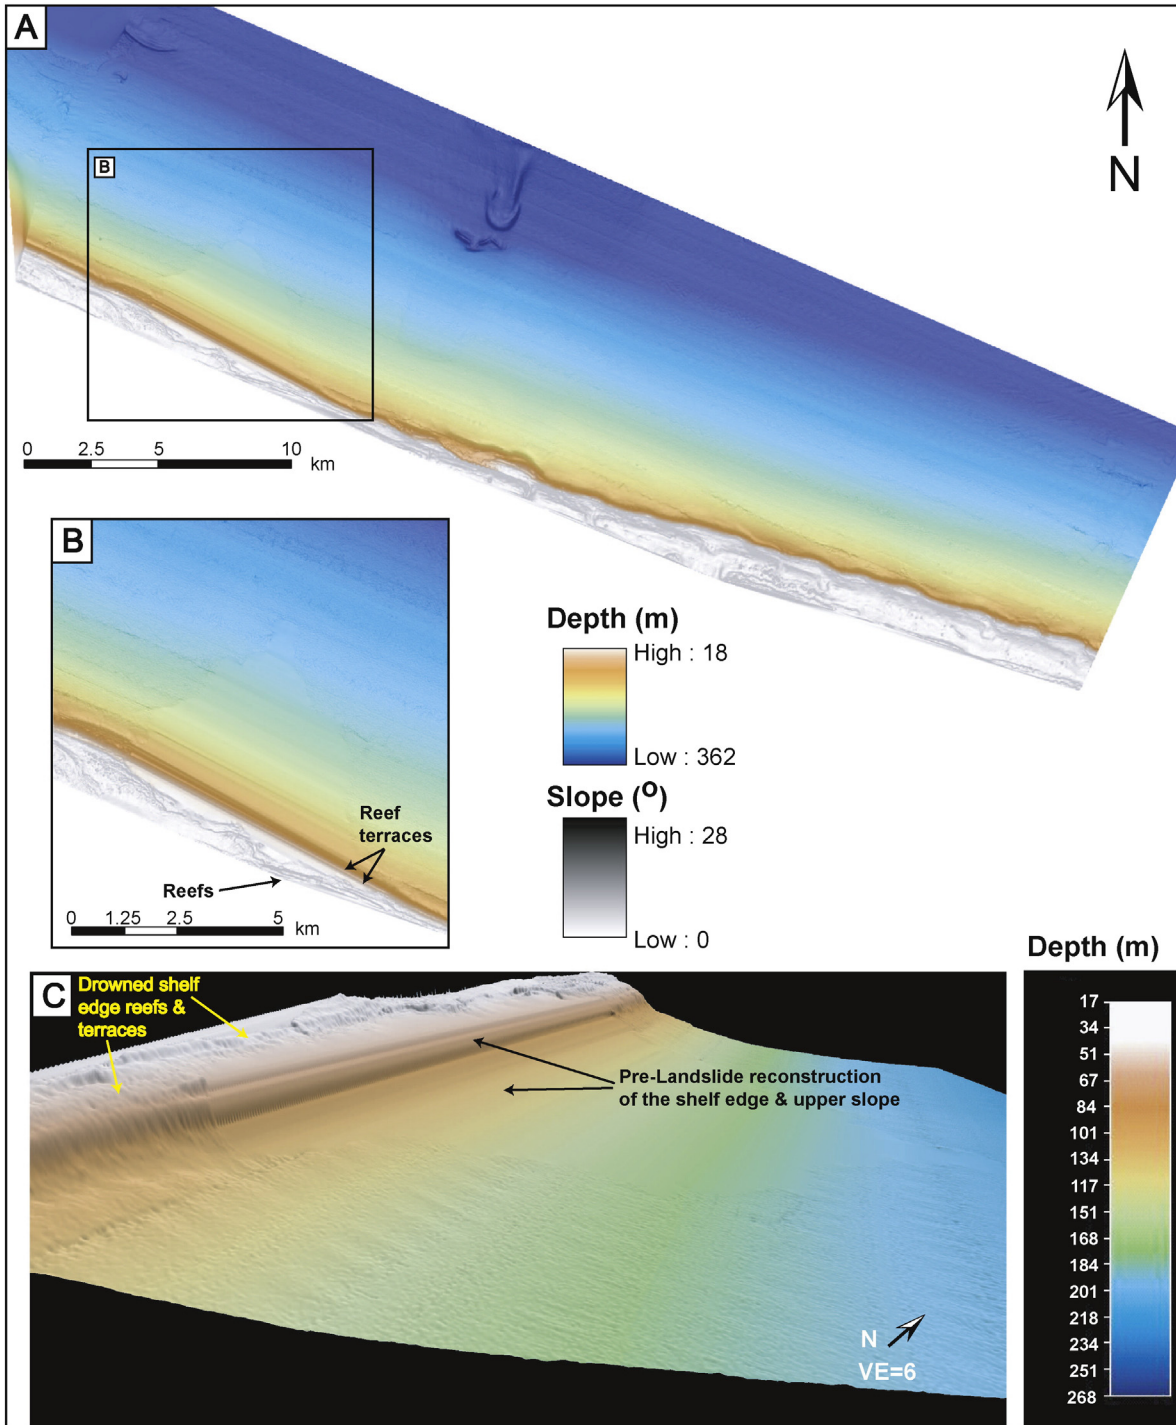 A
B
N
0 2.5 5 10
km
B
Reef
terraces
Reefs
0 1.25 2.5 5
km
Depth (m)
High : 18
Low : 362
Slope (o)
High : 28
Low : 0
C
Drowned shelf
edge reefs &
terraces
Pre-Landslide reconstruction
of the shelf edge & upper slope
N
VE=6
Depth (m)
17
34
51
67
84
101
134
117
151
168
184
201
218
234
251
268